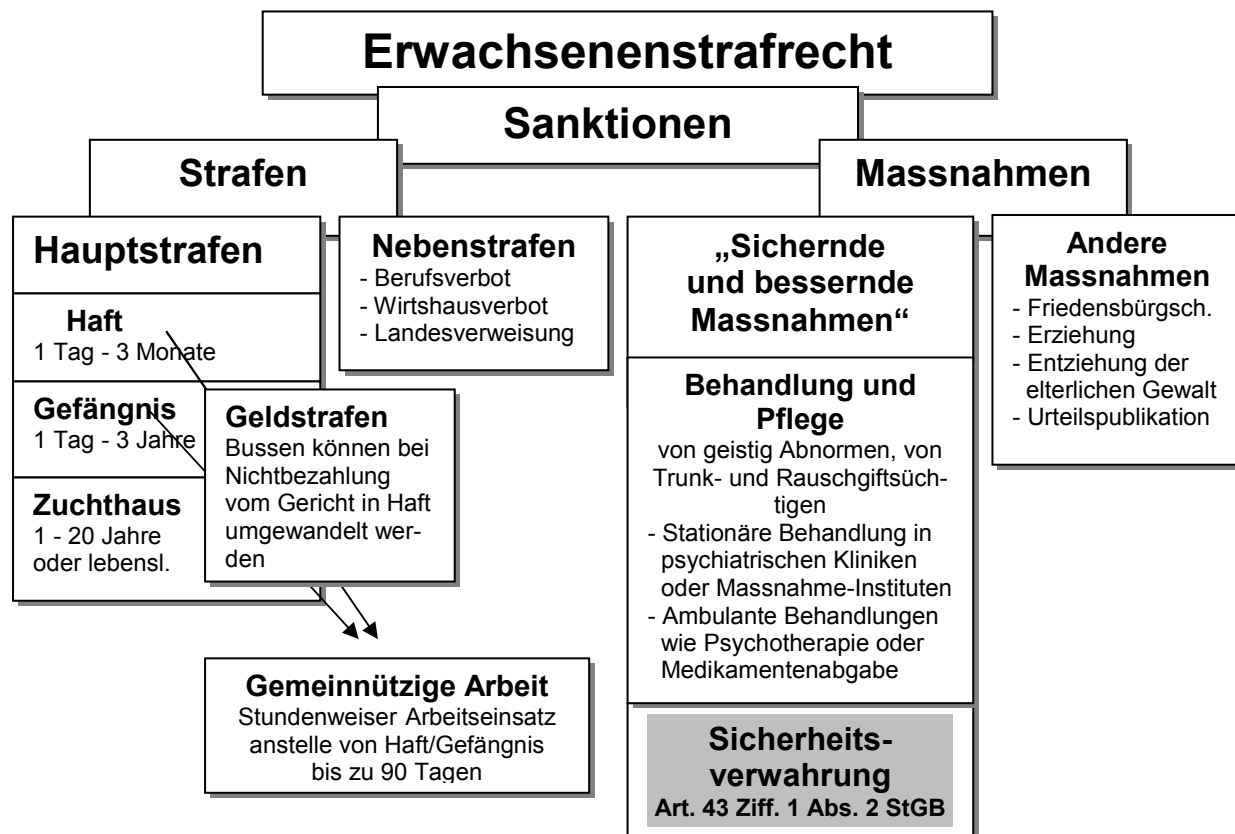 Erwachsenenstrafrecht
Sanktionen
Strafen
Massnahmen
Hauptstrafen
Haft
1 Tag - 3 Monate
Gefängnis
1 Tag - 3 Jahre
Zuchthaus
1 - 20 Jahre
oder lebensl.
Nebenstrafen
- Berufsverbot
- Wirtshausverbot
- Landesverweisung
Geldstrafen
Bussen können bei
Nichtbezahlung
vom Gericht in Haft
umgewandelt wer-
den
Gemeinnützige Arbeit
Stundenweiser Arbeitseinsatz
anstelle von Haft/Gefängnis
bis zu 90 Tagen
„Sichernde
und bessernde
Massnahmen“
Behandlung und
Pflege
von geistig Abnormen, von
Trunk- und Rauschgiftsüch-
tigen
- Stationäre Behandlung in
psychiatrischen Kliniken
oder Massnahme-Instituten
- Ambulante Behandlungen
wie Psychotherapie oder
Medikamentenabgabe
Sicherheits-
verwahrung
Art. 43 Ziff. 1 Abs. 2 StGB
Andere
Massnahmen
- Friedensbürgsch.
- Erziehung
- Entziehung der
elterlichen Gewalt
- Urteilspublikation